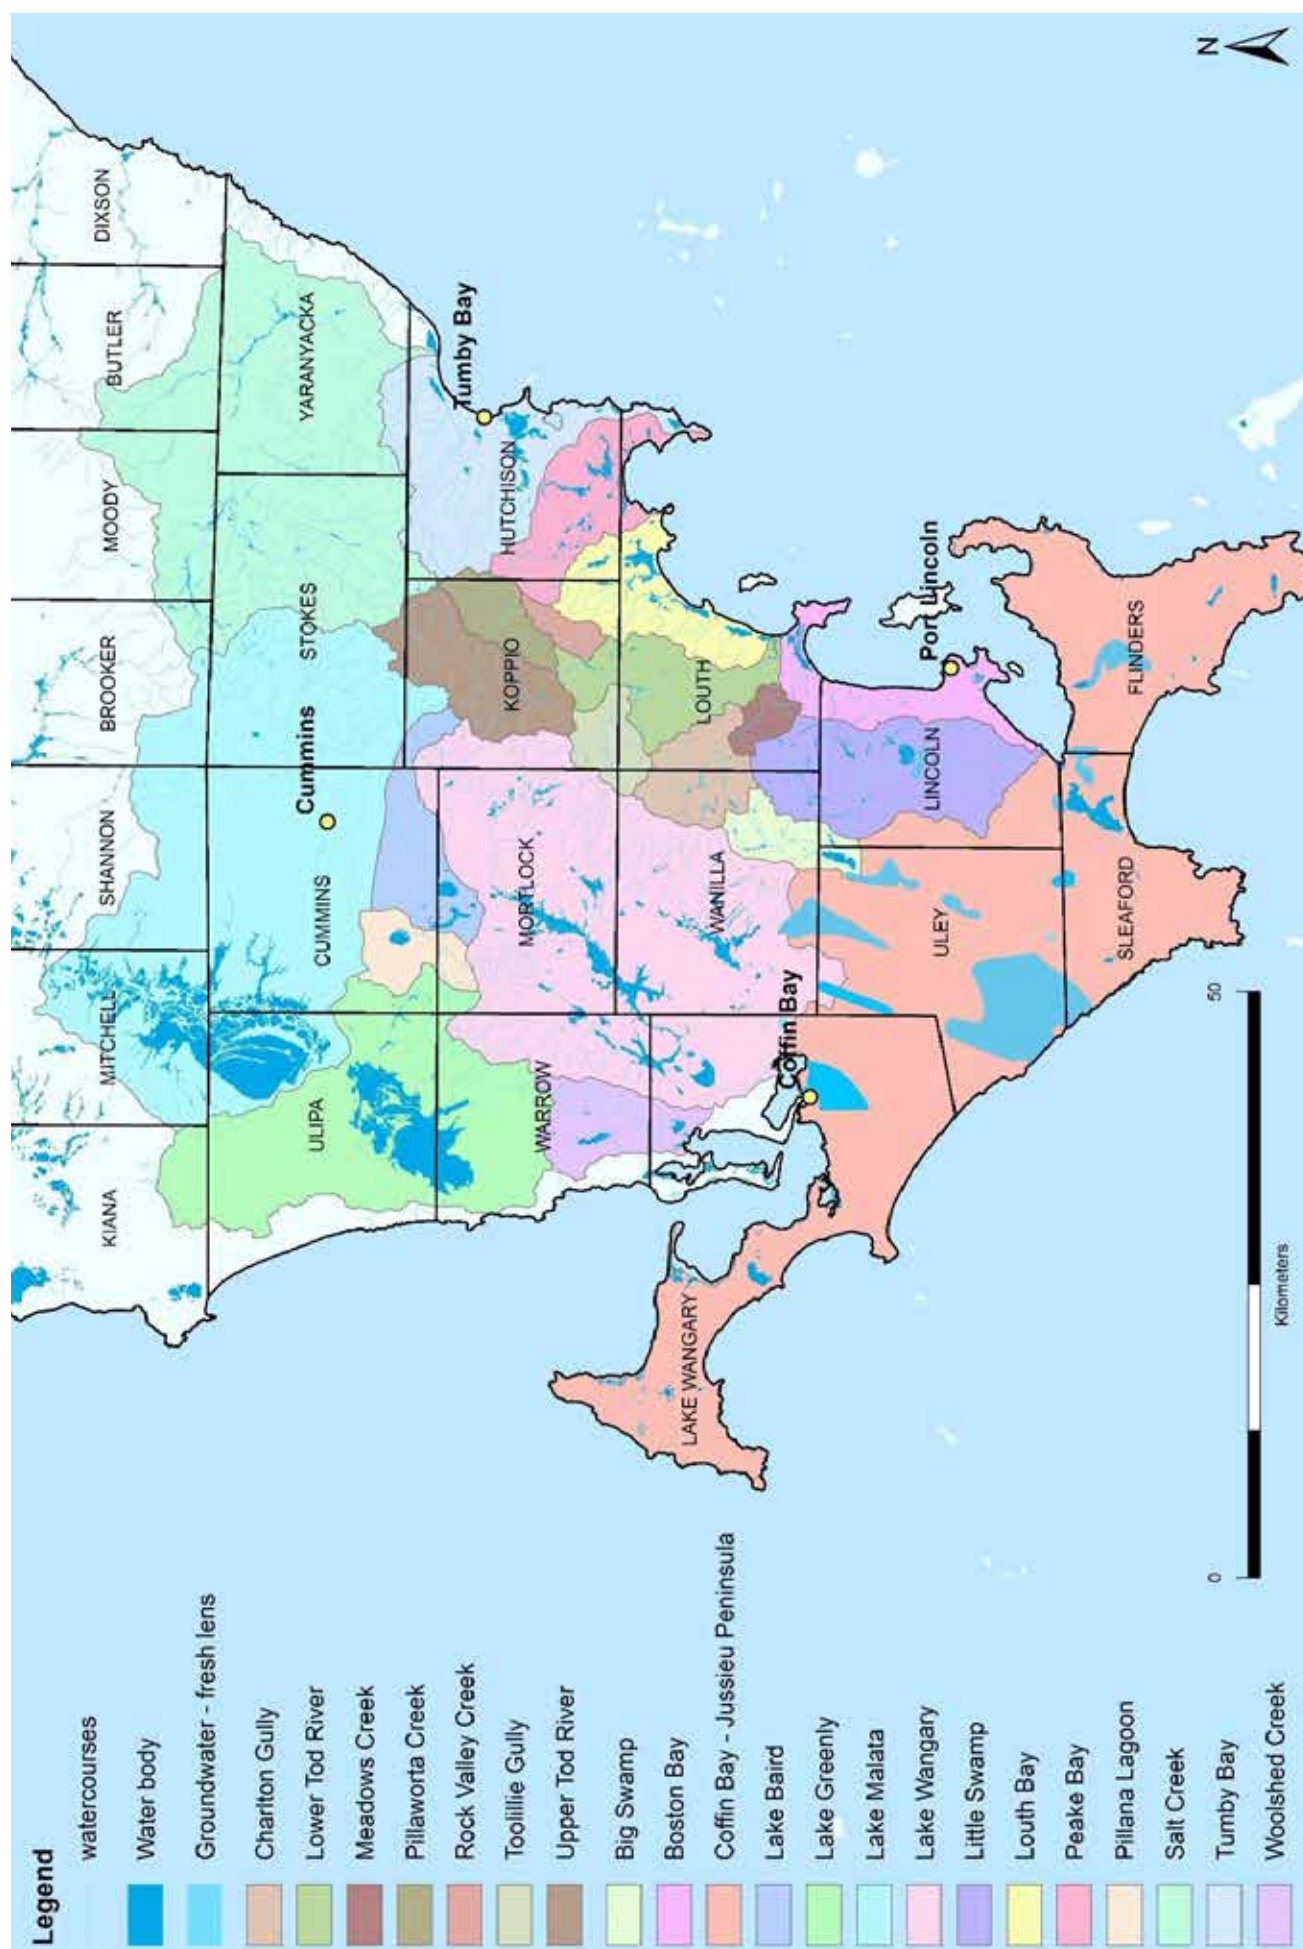 DIXSON
BUTLER
MOODY
BROOKER
SHANNON
MITCHELL
KIANA
YARANYACKA
STOKES
Cummins
CUMMINS
ULIPA
Tumby Bay
HUTCHISON
KOPPIO
MORTLOCK
WARROW
LOUTH
WANILLA
LAKE WANGARY
Coffin Bay
Port Lincoln
LINCOLN
ULEY
FLINDERS
SLEAFORD
N
0
50
Kilometers
Legend
watercourses
Water body
Groundwater - fresh lens
Charlton Gully
Lower Tod River
Meadows Creek
Pillaworta Creek
Rock Valley Creek
Toolillie Gully
Upper Tod River
Big Swamp
Boston Bay
Coffin Bay - Jussieu Peninsula
Lake Baird
Lake Greenly
Lake Malata
Lake Wangary
Little Swamp
Louth Bay
Peake Bay
Pillana Lagoon
Salt Creek
Tumby Bay
Woolshed Creek